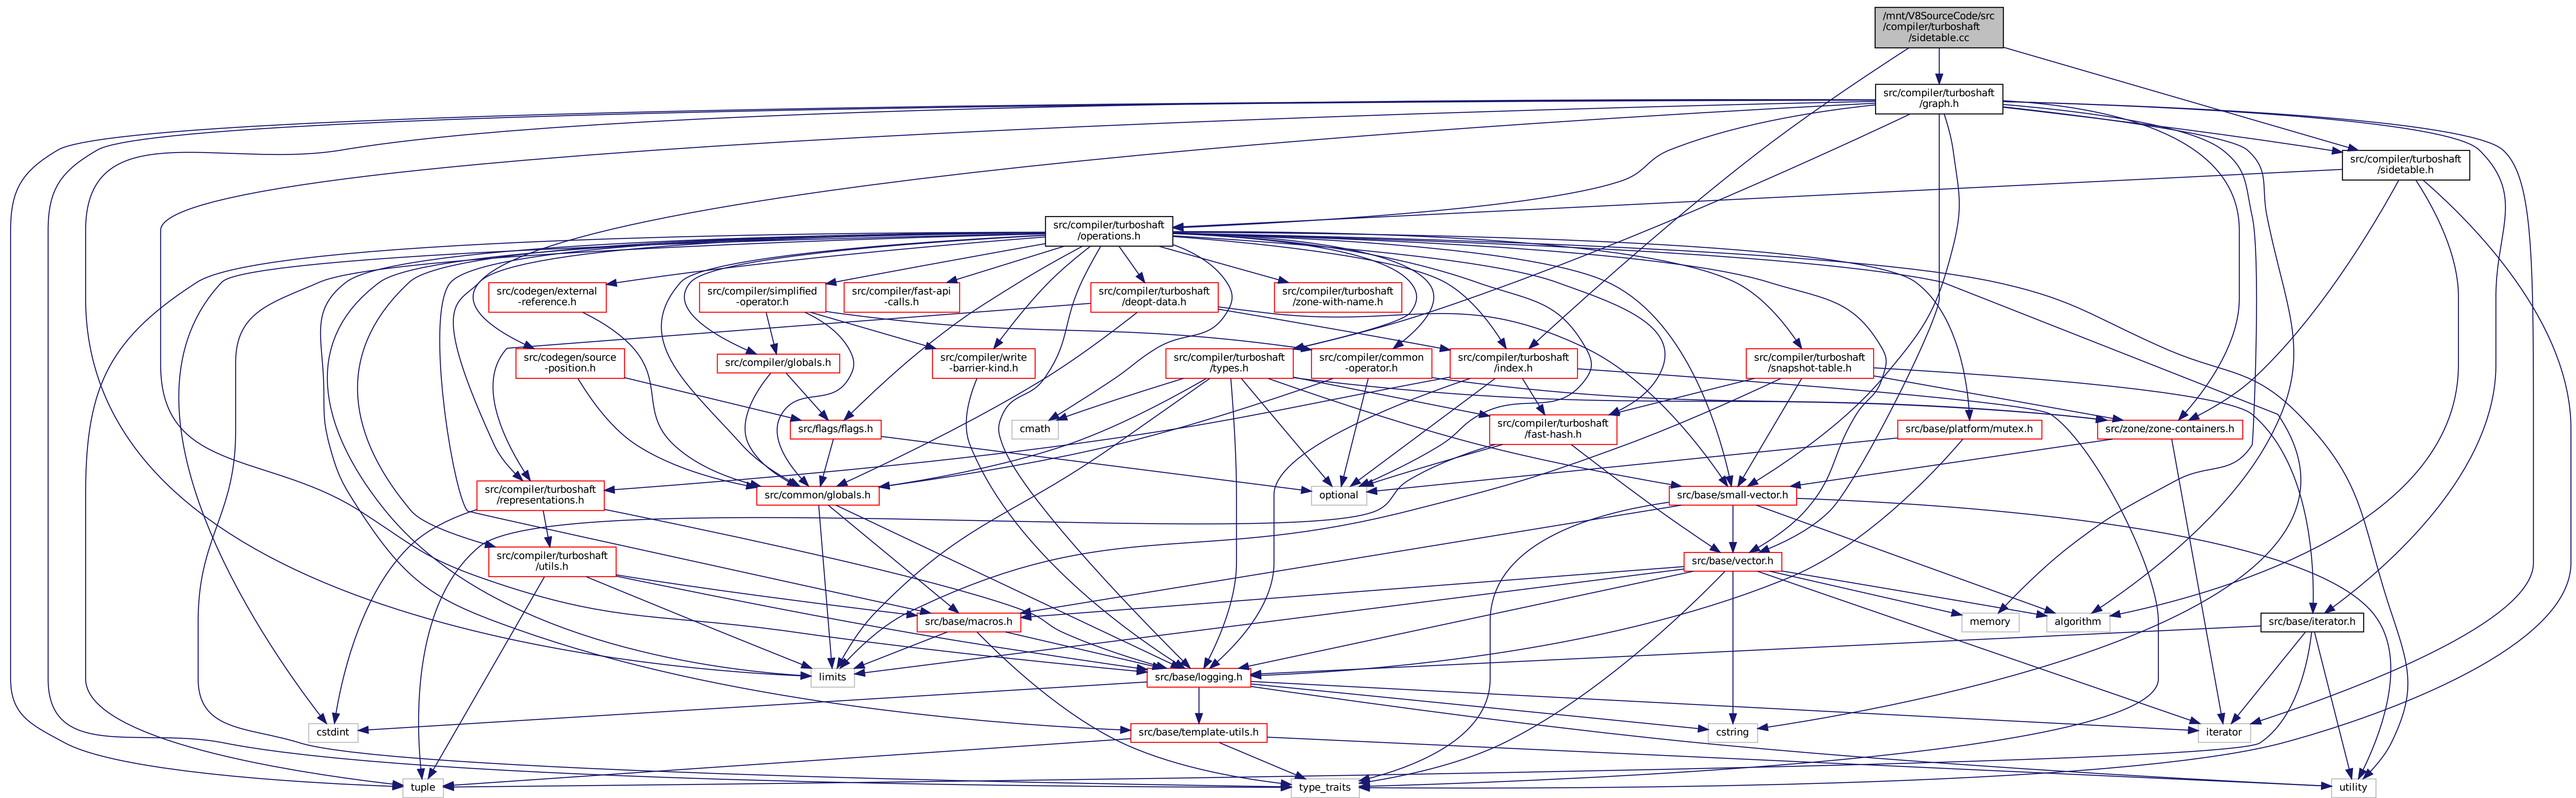 /mnt/V8SourceCode/src
/compiler/turboshaft
/sidetable.cc
src/compiler/turboshaft
/graph.h
src/compiler/turboshaft
/sidetable.h
src/compiler/turboshaft
/operations.h
src/codegen/external
-reference.h
src/compiler/simplified
-operator.h
src/compiler/fast-api
-calls.h
src/compiler/turboshaft
/deopt-data.h
src/compiler/turboshaft
/zone-with-name.h
src/codegen/source
-position.h
src/compiler/globals.h
src/compiler/write
-barrier-kind.h
src/compiler/turboshaft
/types.h
src/compiler/common
-operator.h
src/compiler/turboshaft
/index.h
src/compiler/turboshaft
/snapshot-table.h
src/flags/flags.h
cmath
src/compiler/turboshaft
/fast-hash.h
src/base/platform/mutex.h
src/zone/zone-containers.h
src/compiler/turboshaft
/representations.h
src/common/globals.h
optional
src/base/small-vector.h
src/compiler/turboshaft
/utils.h
src/base/vector.h
src/base/macros.h
memory
algorithm
src/base/iterator.h
limits
src/base/logging.h
cstdint
src/base/template-utils.h
cstring
iterator
tuple
type_traits
utility